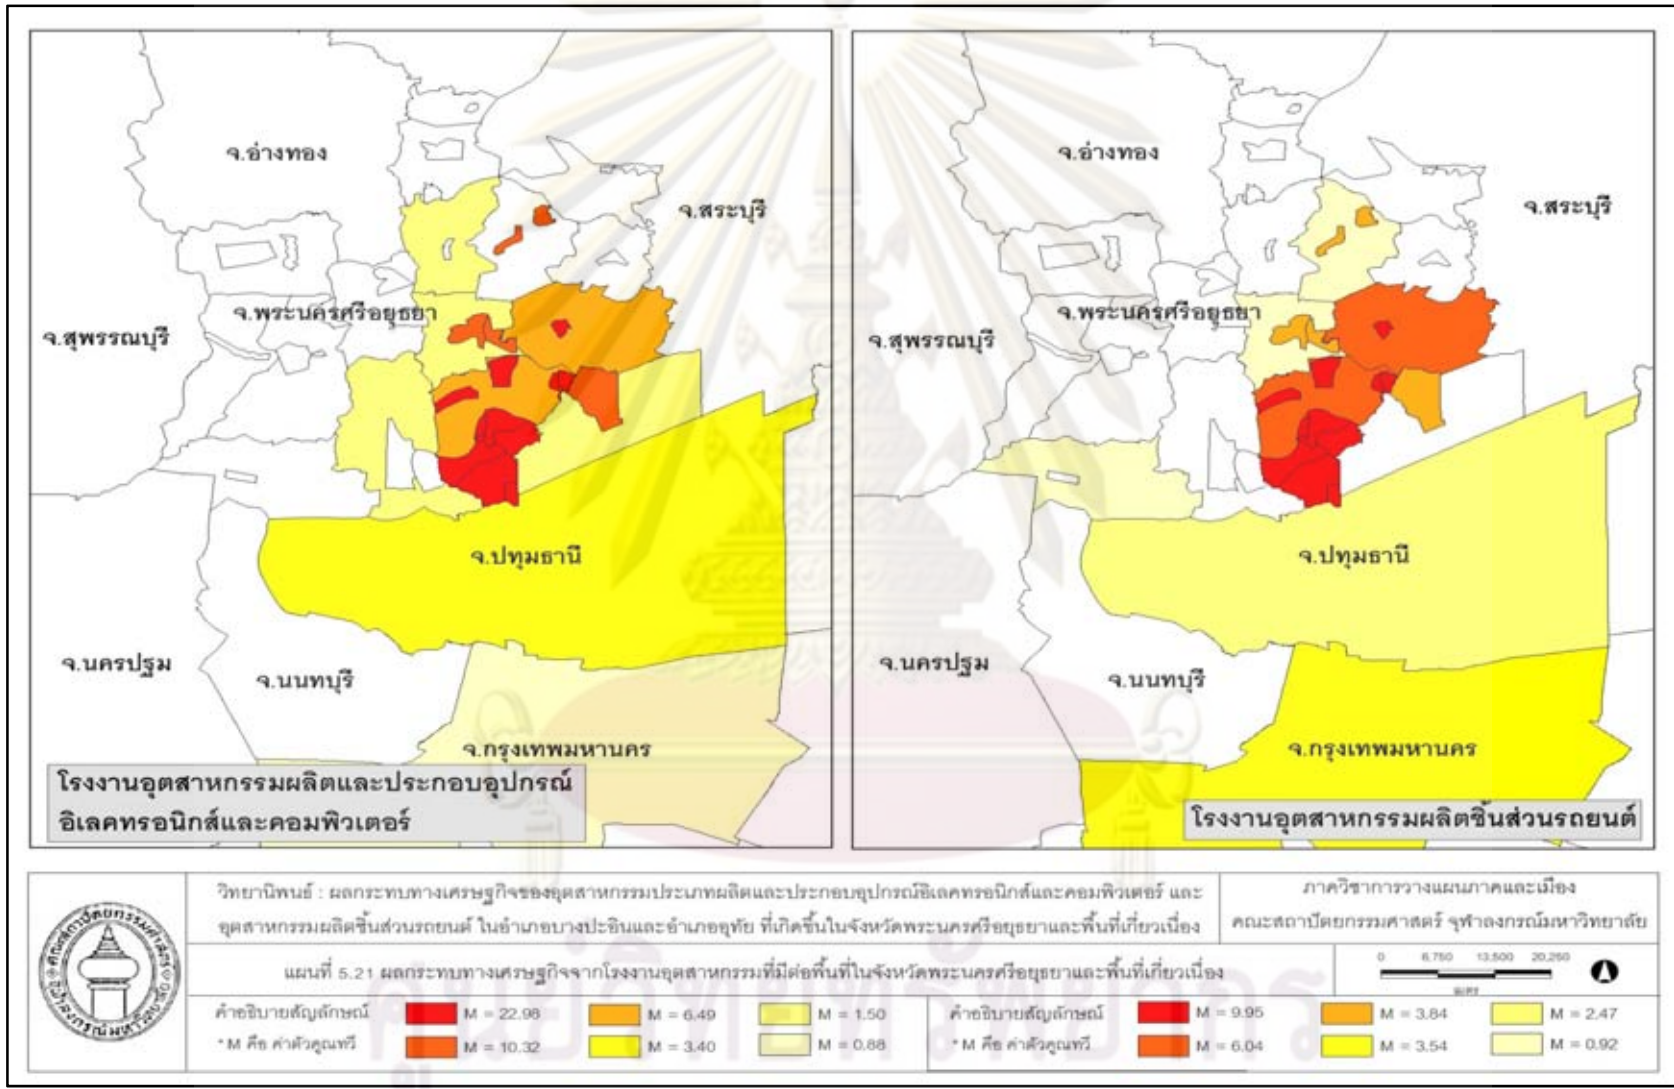 จ.อ่างทอง
จ.สระบุรี
จ.พระนครศรีอยุธยา
จ.สุพรรณบุรี
จ.ปทุมธานี
จ.นครปฐม
จ.นนทบุรี
จ.กรุงเทพมหานคร
โรงงานอุตสาหกรรมผลิตและประกอบอุปกรณ์
อิเลคทรอนิกส์และคอมพิวเตอร์
จ.อ่างทอง
จ.สระบุรี
จ.พระนครศรีอยุธยา
จ.สุพรรณบุรี
จ.ปทุมธานี
จ.นครปฐม
จ.นนทบุรี
จ.กรุงเทพมหานคร
โรงงานอุตสาหกรรมผลิตชิ้นส่วนรถยนต์
วิทยานิพนธ์ : ผลกระทบทางเศรษฐกิจของอุตสาหกรรมประเภทผลิตและประกอบอุปกรณ์อิเลคทรอนิกส์และคอมพิวเตอร์ และ
อุตสาหกรรมผลิตชิ้นส่วนรถยนต์ ในอำเภอบางปะอินและอำเภออุทัย ที่เกิดขึ้นในจังหวัดพระนครศรีอยุธยาและพื้นที่เกี่ยวเนื่อง
ภาควิชาการวางแผนภาคและเมือง
คณะสถาปัตยกรรมศาสตร์ จุฬาลงกรณ์มหาวิทยาลัย
แผนที่ 5.21 ผลกระทบทางเศรษฐกิจจากโรงงานอุตสาหกรรมที่มีต่อพื้นที่ในจังหวัดพระนครศรีอยุธยาและพื้นที่เกี่ยวเนื่อง
0 6,750 13,500 20,250
เมตร
คำอธิบายสัญลักษณ์ M = 22.98 M = 6.49 M = 1.50
* M คือ ค่าตัวคูณทวี M = 10.32 M = 3.40 M = 0.88
คำอธิบายสัญลักษณ์ M = 9.95 M = 3.84 M = 2.47
* M คือ ค่าตัวคูณทวี M = 6.04 M = 3.54 M = 0.92
ศูนย์วิทยทรัพยากร